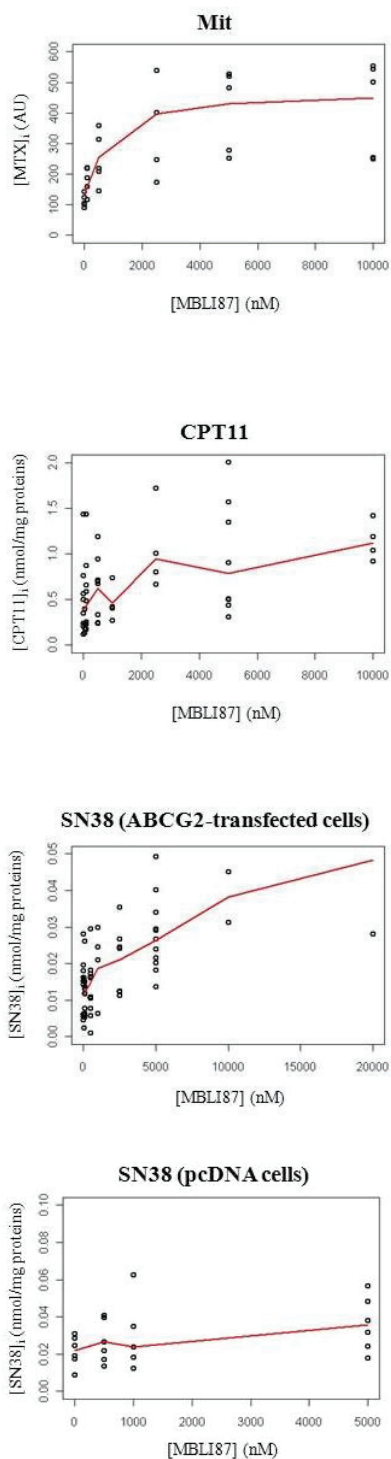 Mit
[MTX]i (AU)
600
500
400
300
200
100
0
0 2000 4000 6000 8000 10000
[MBLI87] (nM)
CPT11
[CPT11]i (nmol/mg proteins)
2.0
1.5
1.0
0.5
0.0
0 2000 4000 6000 8000 10000
[MBLI87] (nM)
SN38 (ABCG2-transfected cells)
[SN38]i (nmol/mg proteins)
0.05
0.04
0.03
0.02
0.01
0.00
0 5000 10000 15000 20000
[MBLI87] (nM)
SN38 (pcDNA cells)
[SN38]i (nmol/mg proteins)
0.10
0.08
0.06
0.04
0.02
0.00
0 1000 2000 3000 4000 5000
[MBLI87] (nM)